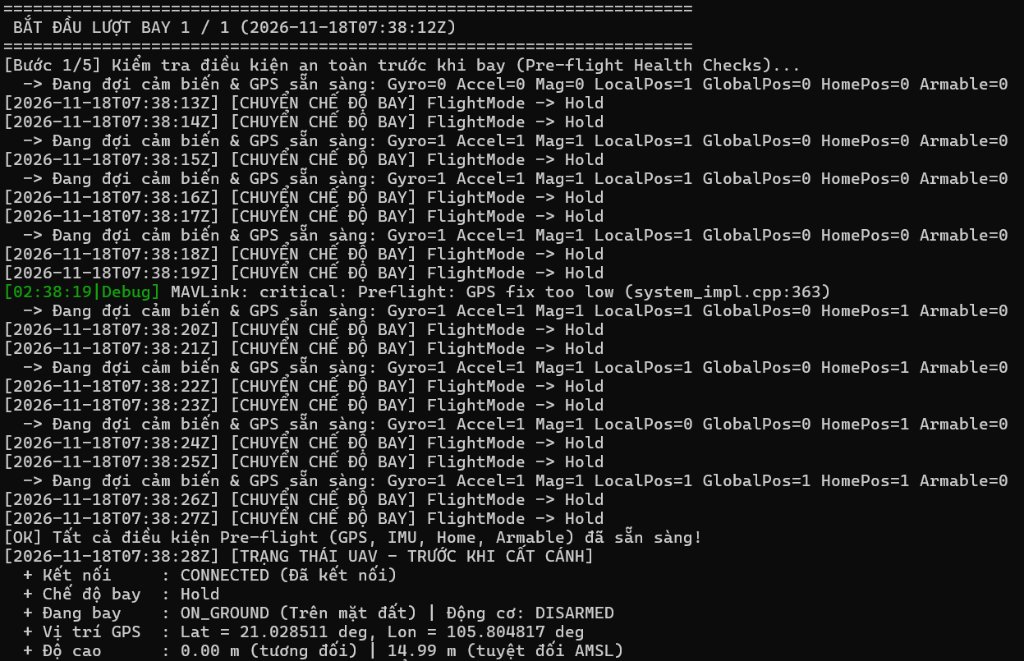 ======================================================================
BẮT ĐẦU LƯỢT BAY 1 / 1 (2026-11-18T07:38:12Z)
======================================================================
[Bước 1/5] Kiểm tra điều kiện an toàn trước khi bay (Pre-flight Health Checks)...
-> Đang đợi cảm biến & GPS sẵn sàng: Gyro=0 Accel=0 Mag=0 LocalPos=1 GlobalPos=0 HomePos=0 Armable=0
[2026-11-18T07:38:13Z] [CHUYỂN CHẾ ĐỘ BAY] FlightMode -> Hold
[2026-11-18T07:38:14Z] [CHUYỂN CHẾ ĐỘ BAY] FlightMode -> Hold
-> Đang đợi cảm biến & GPS sẵn sàng: Gyro=1 Accel=1 Mag=1 LocalPos=1 GlobalPos=0 HomePos=0 Armable=0
[2026-11-18T07:38:15Z] [CHUYỂN CHẾ ĐỘ BAY] FlightMode -> Hold
-> Đang đợi cảm biến & GPS sẵn sàng: Gyro=1 Accel=1 Mag=1 LocalPos=1 GlobalPos=0 HomePos=0 Armable=0
[2026-11-18T07:38:16Z] [CHUYỂN CHẾ ĐỘ BAY] FlightMode -> Hold
[2026-11-18T07:38:17Z] [CHUYỂN CHẾ ĐỘ BAY] FlightMode -> Hold
-> Đang đợi cảm biến & GPS sẵn sàng: Gyro=1 Accel=1 Mag=1 LocalPos=1 GlobalPos=0 HomePos=0 Armable=0
[2026-11-18T07:38:18Z] [CHUYỂN CHẾ ĐỘ BAY] FlightMode -> Hold
[2026-11-18T07:38:19Z] [CHUYỂN CHẾ ĐỘ BAY] FlightMode -> Hold
[02:38:19|Debug] MAVLink: critical: Preflight: GPS fix too low (system_impl.cpp:363)
-> Đang đợi cảm biến & GPS sẵn sàng: Gyro=1 Accel=1 Mag=1 LocalPos=1 GlobalPos=0 HomePos=1 Armable=0
[2026-11-18T07:38:20Z] [CHUYỂN CHẾ ĐỘ BAY] FlightMode -> Hold
[2026-11-18T07:38:21Z] [CHUYỂN CHẾ ĐỘ BAY] FlightMode -> Hold
-> Đang đợi cảm biến & GPS sẵn sàng: Gyro=1 Accel=1 Mag=1 LocalPos=1 GlobalPos=0 HomePos=1 Armable=0
[2026-11-18T07:38:22Z] [CHUYỂN CHẾ ĐỘ BAY] FlightMode -> Hold
[2026-11-18T07:38:23Z] [CHUYỂN CHẾ ĐỘ BAY] FlightMode -> Hold
-> Đang đợi cảm biến & GPS sẵn sàng: Gyro=1 Accel=1 Mag=1 LocalPos=0 GlobalPos=0 HomePos=1 Armable=0
[2026-11-18T07:38:24Z] [CHUYỂN CHẾ ĐỘ BAY] FlightMode -> Hold
[2026-11-18T07:38:25Z] [CHUYỂN CHẾ ĐỘ BAY] FlightMode -> Hold
-> Đang đợi cảm biến & GPS sẵn sàng: Gyro=1 Accel=1 Mag=1 LocalPos=1 GlobalPos=1 HomePos=1 Armable=0
[2026-11-18T07:38:26Z] [CHUYỂN CHẾ ĐỘ BAY] FlightMode -> Hold
[2026-11-18T07:38:27Z] [CHUYỂN CHẾ ĐỘ BAY] FlightMode -> Hold
[OK] Tất cả điều kiện Pre-flight (GPS, IMU, Home, Armable) đã sẵn sàng!
[2026-11-18T07:38:28Z] [TRẠNG THÁI UAV - TRƯỚC KHI CẤT CÁNH]
+ Kết nối : CONNECTED (Đã kết nối)
+ Chế độ bay : Hold
+ Đang bay : ON_GROUND (Trên mặt đất) | Động cơ: DISARMED
+ Vị trí GPS : Lat = 21.028511 deg, Lon = 105.804817 deg
+ Độ cao : 0.00 m (tương đối) | 14.99 m (tuyệt đối AMSL)